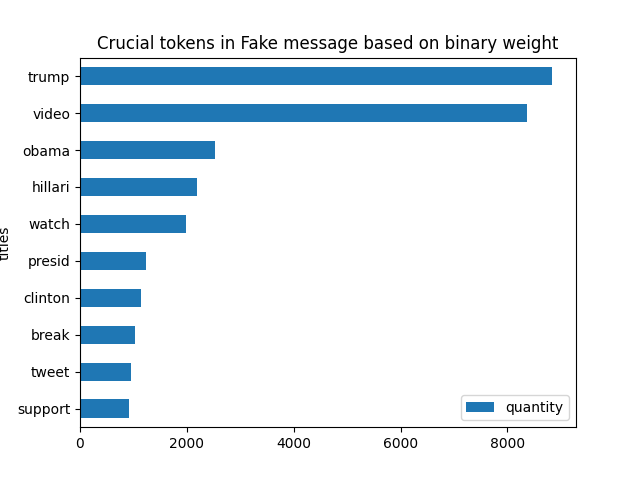 Crucial tokens in Fake message based on binary weight
trump
video
obama
hillari
watch
presid
clinton
break
tweet
support
titles
quantity
0 2000 4000 6000 8000